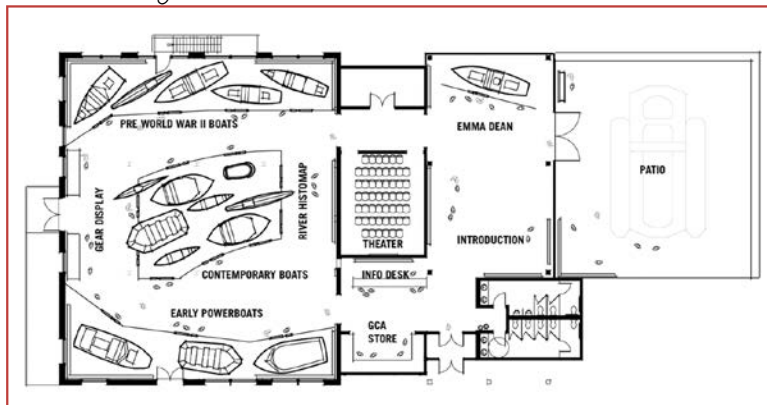 PRE WORLD WAR II BOATS
EMMA DEAN
GEAR DISPLAY
RIVER HISTOMAP
PATIO
THEATER
INTRODUCTION
CONTEMPORARY BOATS
INFO DESK
EARLY POWERBOATS
GCA
STORE